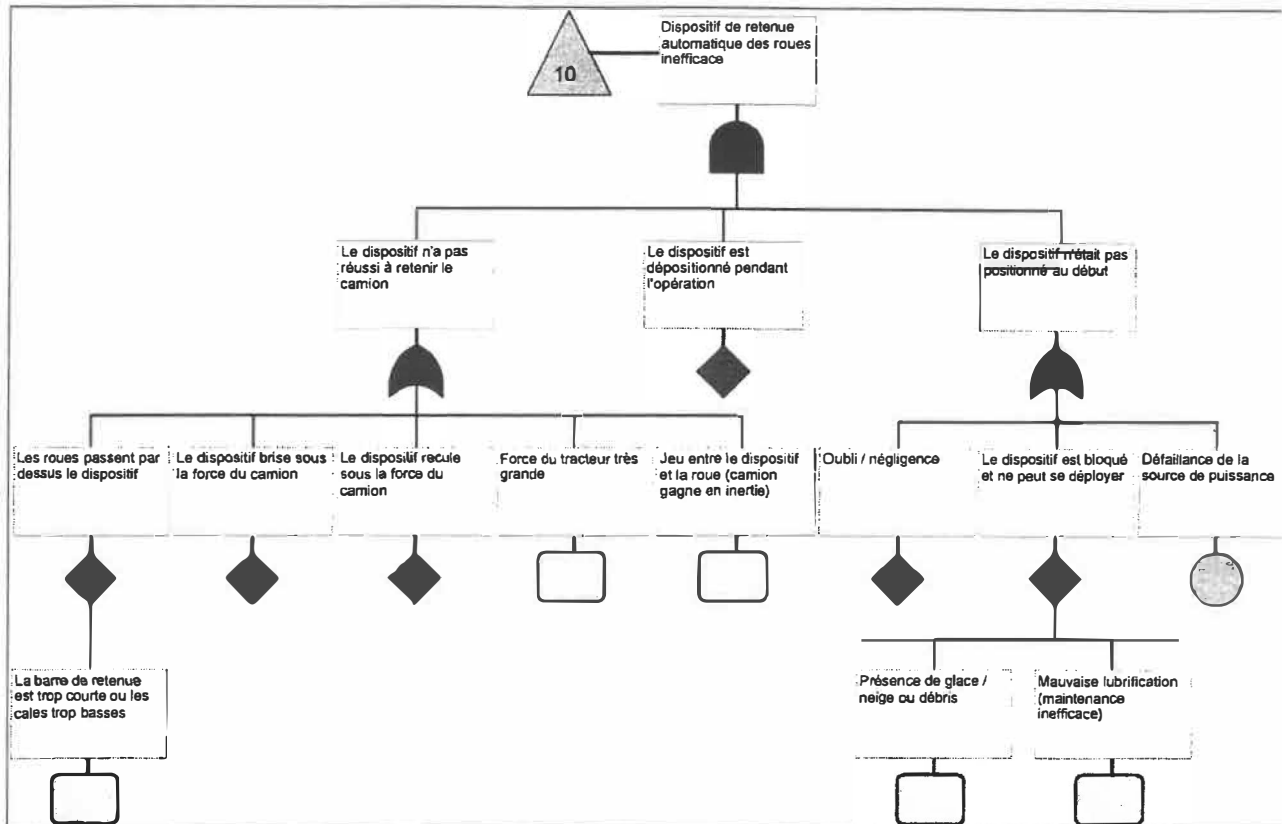 10
Dispositif de retenue
automatique des roues
inefficace
Le dispositif n'a pas
réussi à retenir le
camion
Le dispositif est
dépositionné pendant
l'opération
Le dispositif n'était pas
positionné au début
Les roues passent par
dessus le dispositif
Le dispositif brise sous
la force du camion
Le dispositif recule
sous la force du
camion
Force du tracteur très
grande
Jeu entre le dispositif
et la roue (camion
gagne en inertie)
Oubli / négligence
Le dispositif est bloqué
et ne peut se déployer
Défaillance de la
source de puissance
La barre de retenue
est trop courte ou les
cales trop basses
Présence de glace /
neige ou débris
Mauvaise lubrification
(maintenance
inefficace)